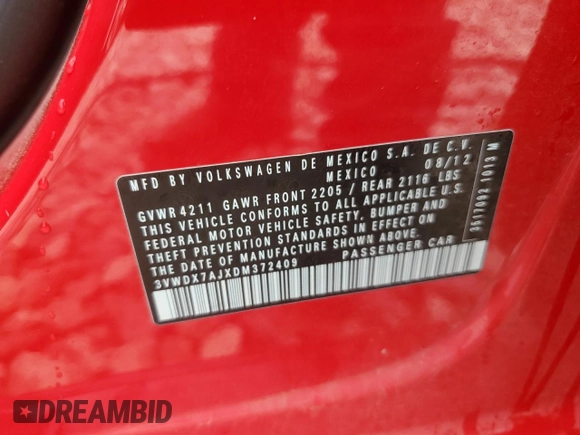 MFD BY VOLKSWAGEN DE MEXICO S.A. DE C.V.
MEXICO 08/12
GVWR 4211 GAWR FRONT 2205 / REAR 2116 LBS
THIS VEHICLE CONFORMS TO ALL APPLICABLE U.S.
FEDERAL MOTOR VEHICLE SAFETY, BUMPER, AND
THEFT PREVENTION STANDARDS IN EFFECT ON
THE DATE OF MANUFACTURE SHOWN ABOVE.
3VWDX7AJXDM372409 PASSENGER CAR
DREAMBID